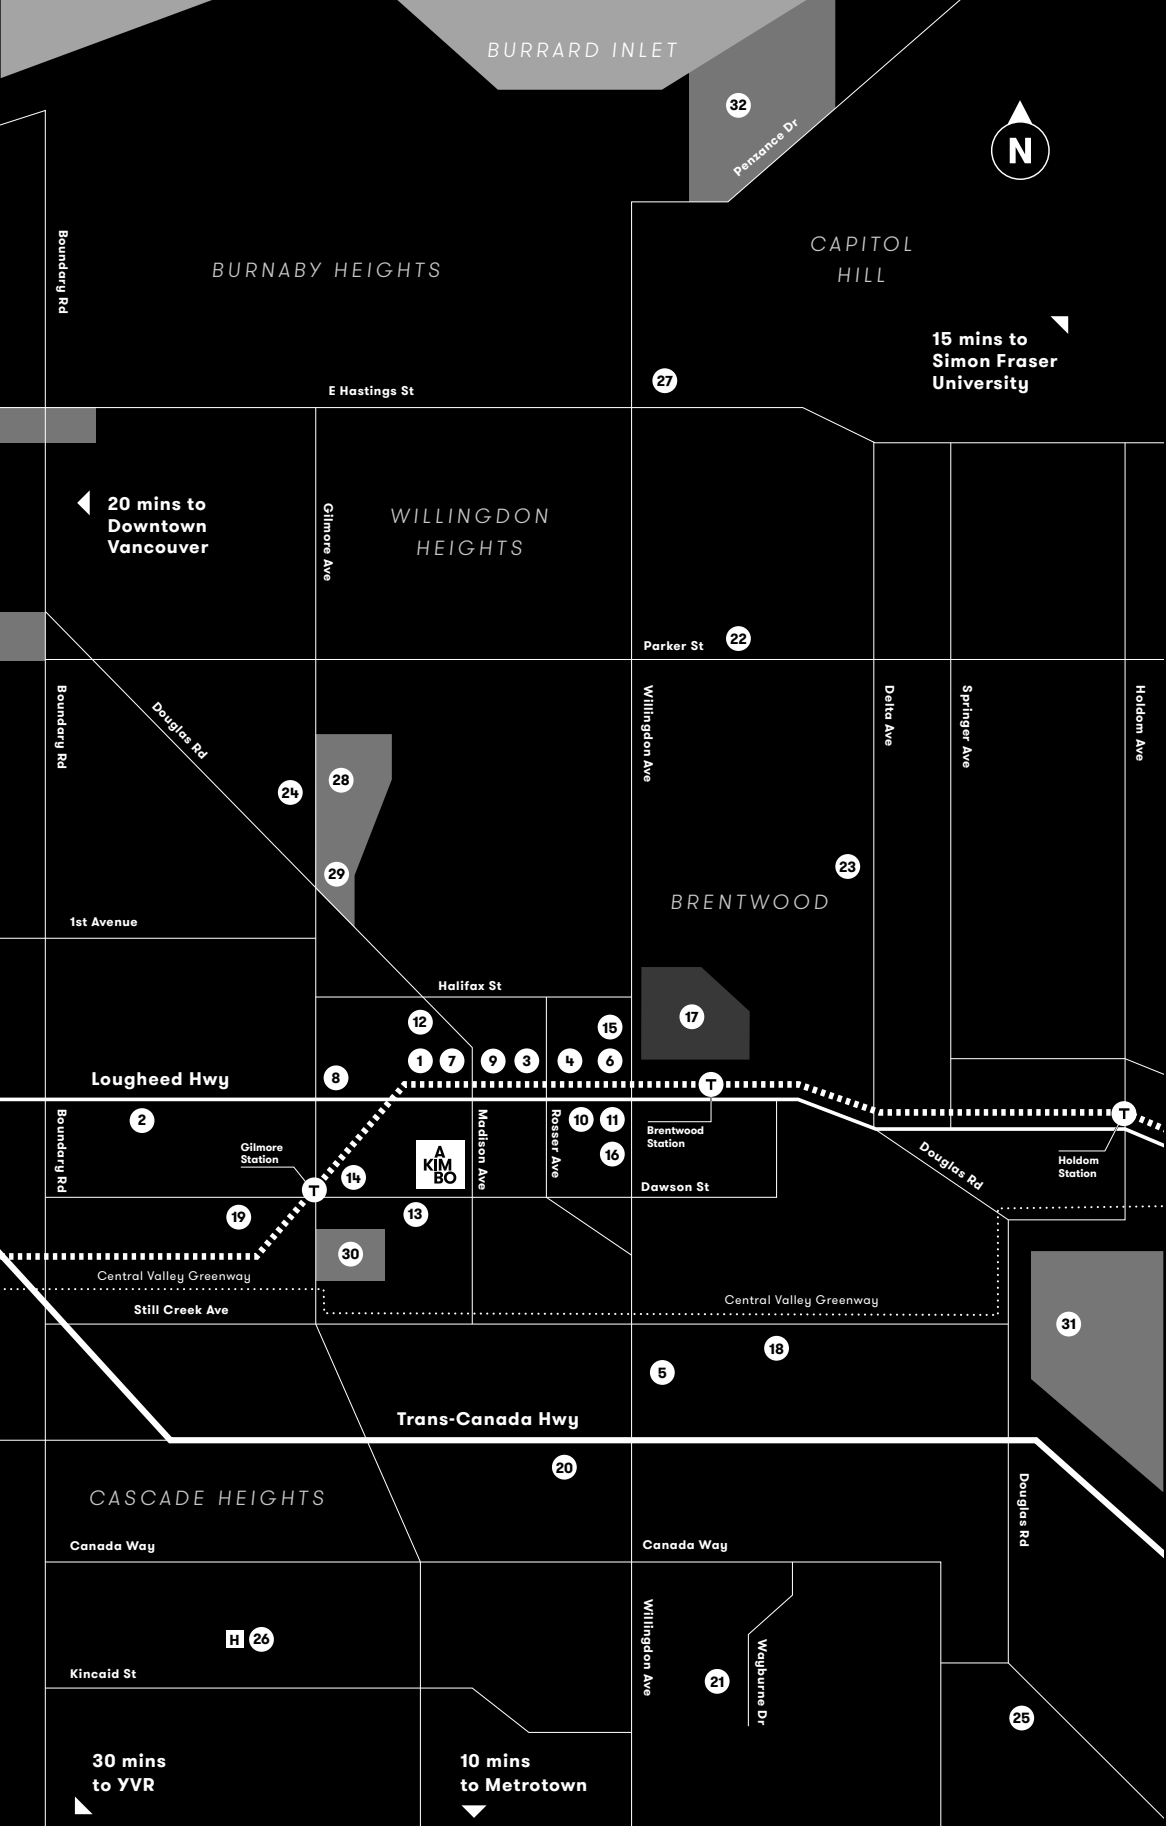 BURRARD INLET
32
Penzance Dr
N
Boundary Rd
BURNABY HEIGHTS
CAPITOL
HILL
15 mins to
Simon Fraser
University
27
E Hastings St
20 mins to
Downtown
Vancouver
Gilmore Ave
WILLINGDON
HEIGHTS
Parker St
22
Boundary Rd
Douglas Rd
Willingdon Ave
Delta Ave
Springer Ave
Holdom Ave
24
28
29
23
BRENTWOOD
1st Avenue
Halifax St
12
15
17
1
7
9
3
4
6
Lougheed Hwy
8
T
T
2
Boundary Rd
Madison Ave
Rosser Ave
10
11
16
Brentwood
Station
Gilmore
Station
A
KIM
BO
14
T
Dawson St
Douglas Rd
Holdom
Station
19
13
30
Central Valley Greenway
Still Creek Ave
Central Valley Greenway
31
18
5
Trans-Canada Hwy
20
CASCADE HEIGHTS
Douglas Rd
Canada Way
Canada Way
H
26
Willingdon Ave
Wayburne Dr
21
Kincaid St
25
30 mins
to YVR
10 mins
to Metrotown